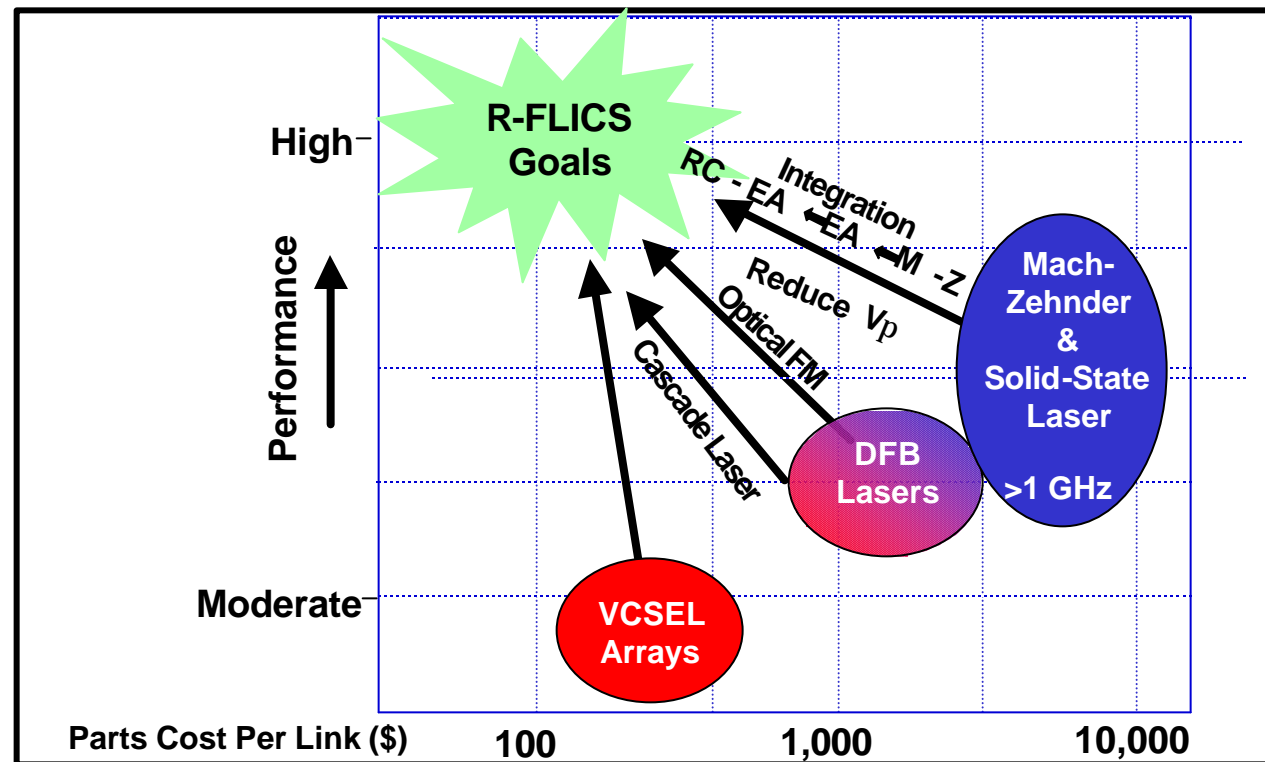 R-FLICS
Goals
High
Integration
RC - EA ← EA ← M - Z
Reduce Vp
Optical FM
Cascade Laser
Performance
Mach-
Zehnder
&
Solid-State
Laser
>1 GHz
DFB
Lasers
Moderate
VCSEL
Arrays
Parts Cost Per Link ($) 100 1,000 10,000